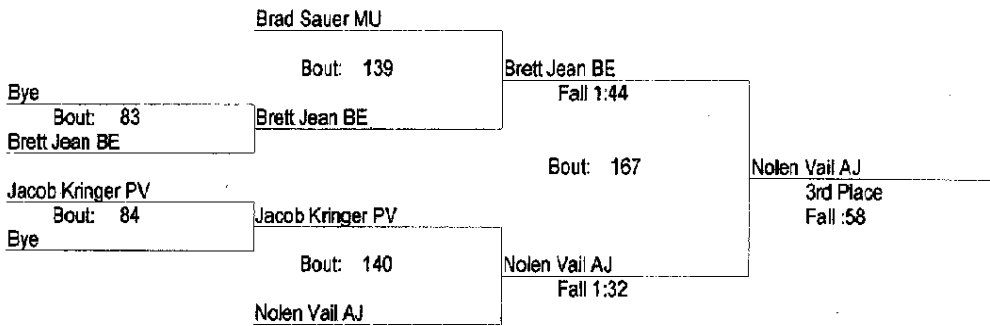 Brad Sauer MU
Bout: 139
Brett Jean BE
Fall 1:44
Bye
Bout: 83
Brett Jean BE
Brett Jean BE
Bout: 167
Nolen Vail AJ
3rd Place
Fall :58
Jacob Kringer PV
Bout: 84
Jacob Kringer PV
Bye
Bout: 140
Nolen Vail AJ
Fall 1:32
Nolen Vail AJ